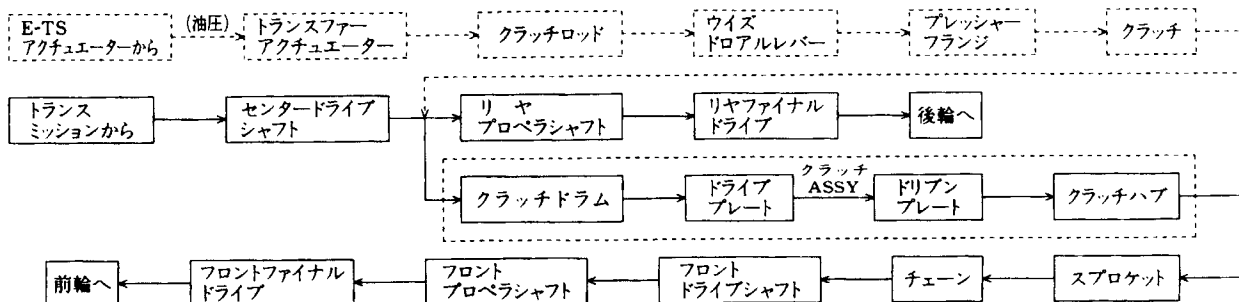 E-TS
アクチュエーターから
(油圧)
トランスファー
アクチュエーター
クラッチロッド
ウイズ
ドロアルレバー
プレッシャー
フランジ
クラッチ
トランス
ミッションから
センタードライブ
シャフト
リヤ
プロペラシャフト
リヤファイナル
ドライブ
後輪へ
クラッチドラム
ドライブ
プレート
クラッチ
ASSY
ドリブン
プレート
クラッチハブ
前輪へ
フロントファイナル
ドライブ
フロント
プロペラシャフト
フロント
ドライブシャフト
チェーン
スプロケット